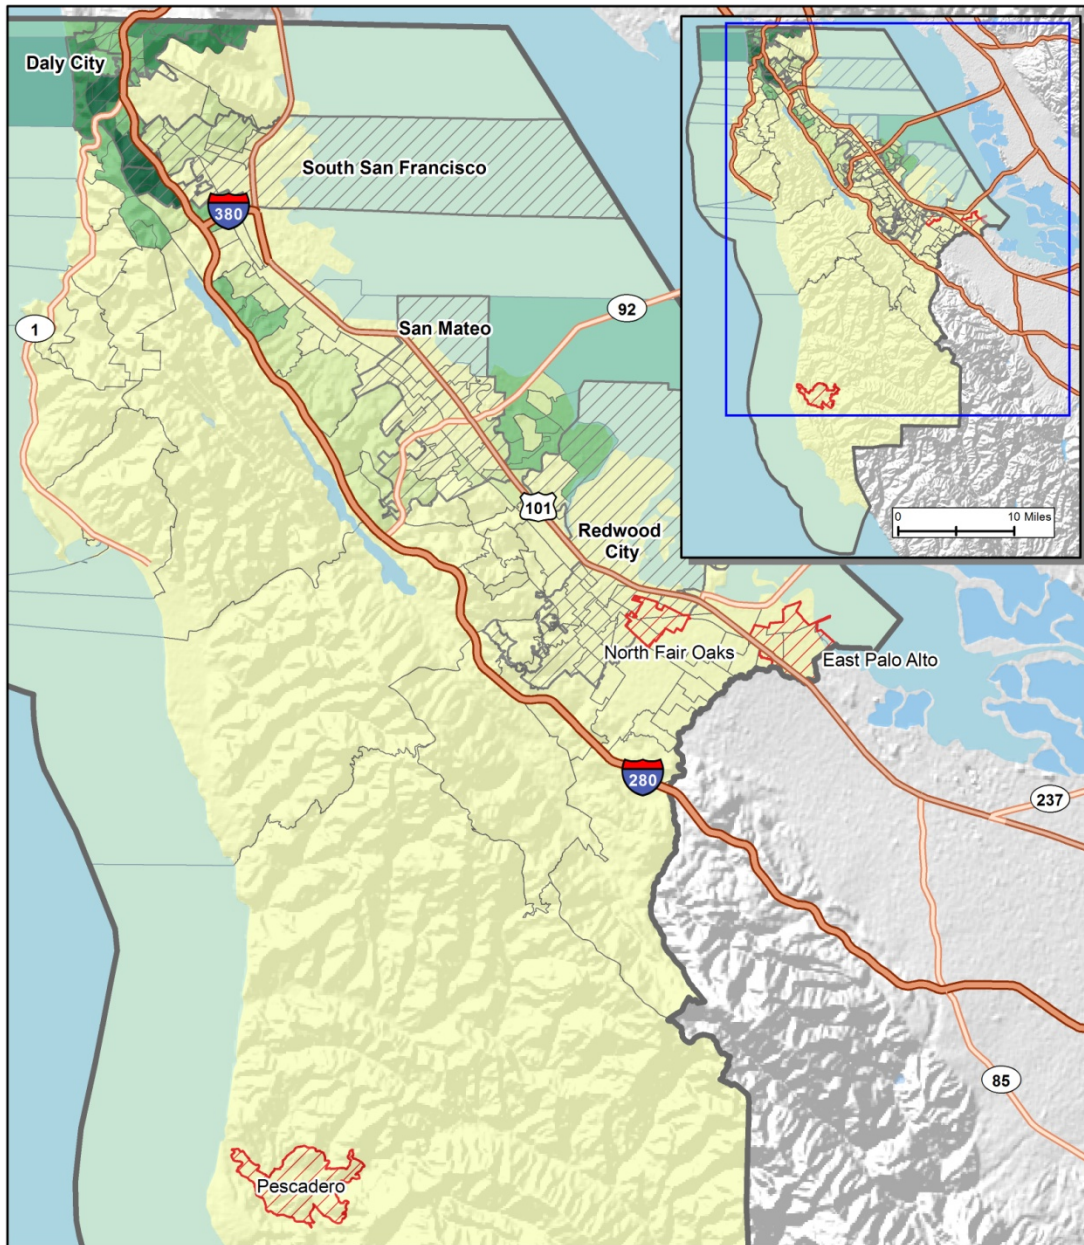 Daly City
South San Francisco
380
1
92
San Mateo
0 10 Miles
101
Redwood
City
North Fair Oaks
East Palo Alto
280
237
85
Pescadero